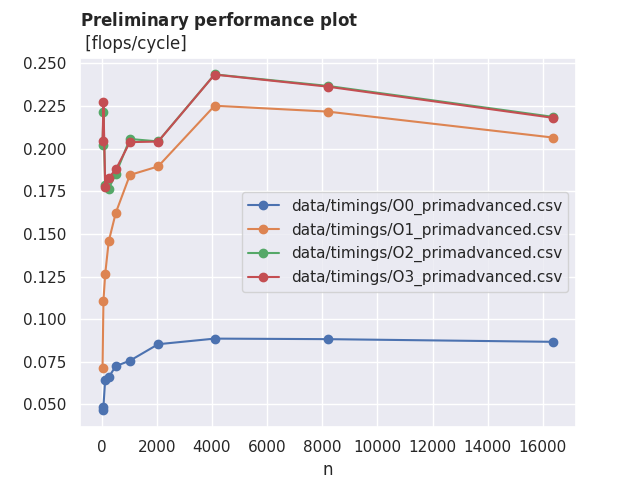 Preliminary performance plot
[flops/cycle]
0.250
0.225
0.200
0.175
0.150
0.125
0.100
0.075
0.050
data/timings/O0_primadvanced.csv
data/timings/O1_primadvanced.csv
data/timings/O2_primadvanced.csv
data/timings/O3_primadvanced.csv
0 2000 4000 6000 8000 10000 12000 14000 16000
n